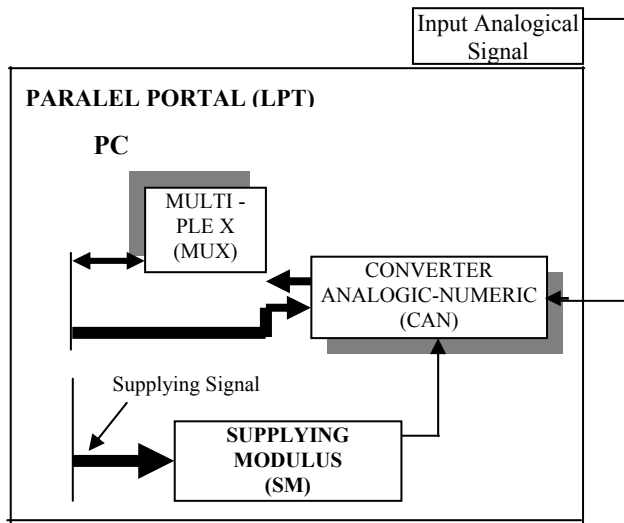 Input Analogical
Signal
PARALEL PORTAL (LPT)
PC
MULTI -
PLE X
(MUX)
CONVERTER
ANALOGIC-NUMERIC
(CAN)
Supplying Signal
SUPPLYING
MODULUS
(SM)